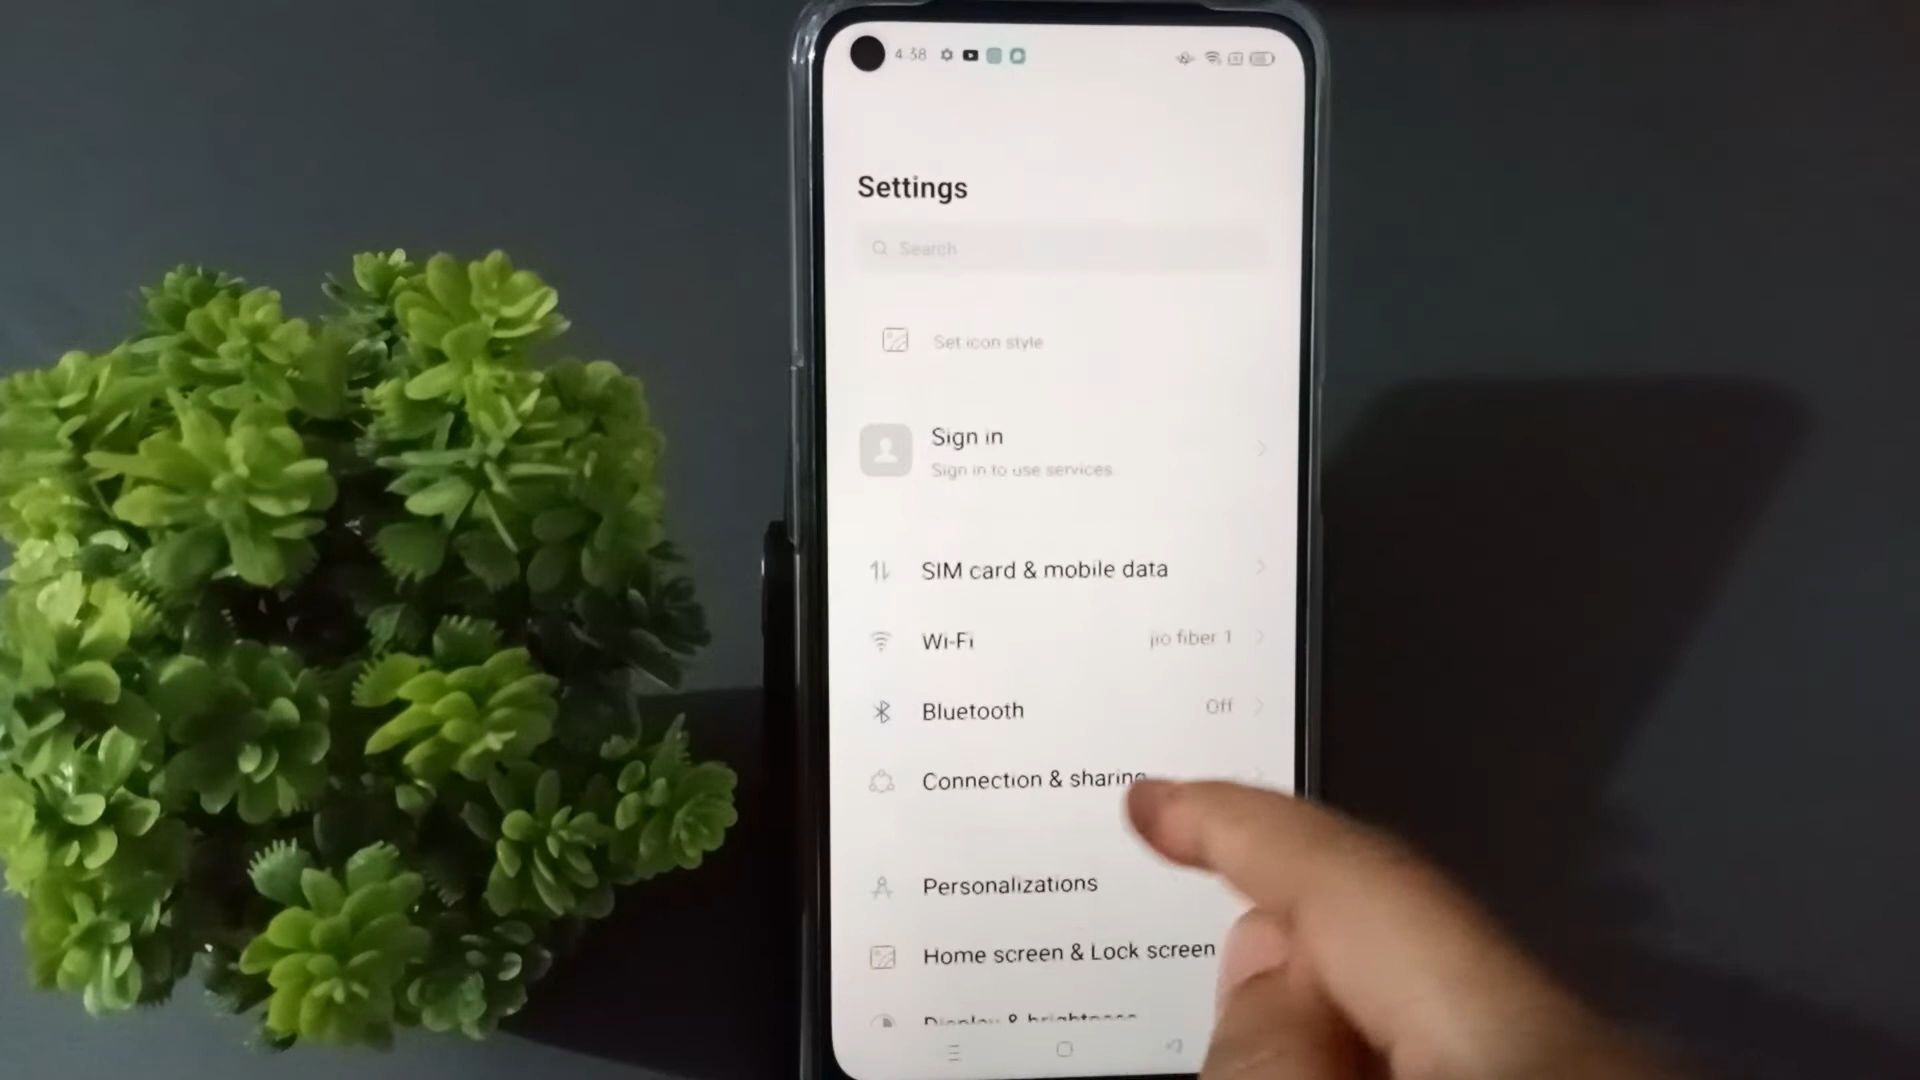 4:38
Settings
Search
Set icon style
Sign in
Sign in to use services
SIM card & mobile data
Wi-Fi jio fiber 1
Bluetooth Off
Connection & sharing
Personalizations
Home screen & Lock screen
Display & brightness